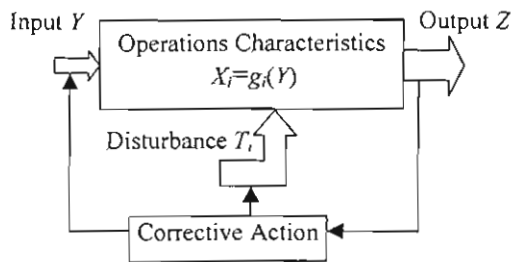 Input Y
Output Z
Operations Characteristics
Xᵢ=gᵢ(Y)
Disturbance Tᵢ
Corrective Action